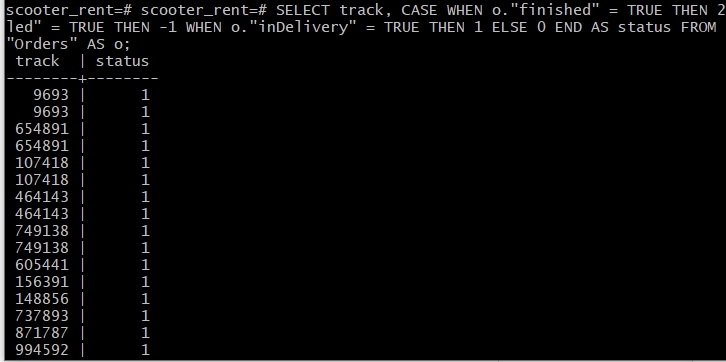 scooter_rent=# scooter_rent=# SELECT track, CASE WHEN o."finished" = TRUE THEN 2
led" = TRUE THEN -1 WHEN o."inDelivery" = TRUE THEN 1 ELSE 0 END AS status FROM
"Orders" AS o;
track | status
--------+--------
9693 | 1
9693 | 1
654891 | 1
654891 | 1
107418 | 1
107418 | 1
464143 | 1
464143 | 1
749138 | 1
749138 | 1
605441 | 1
156391 | 1
148856 | 1
737893 | 1
871787 | 1
994592 | 1